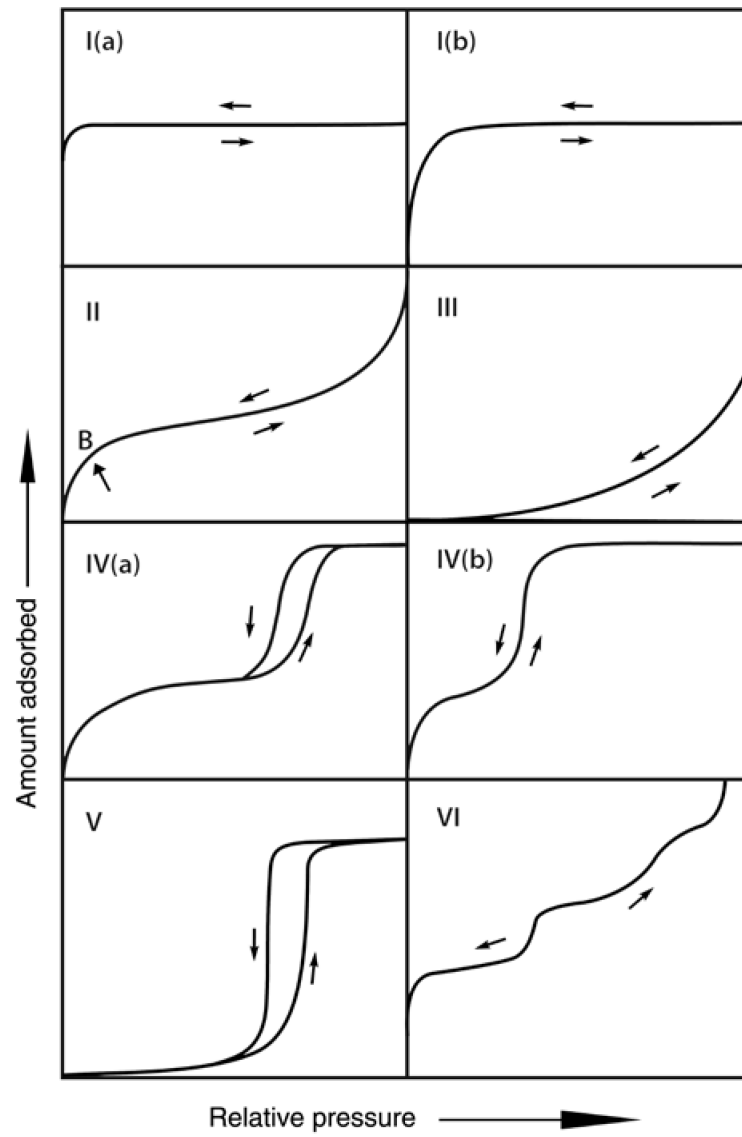 I(a)
I(b)
II
III
B
IV(a)
IV(b)
V
VI
Amount adsorbed
Relative pressure